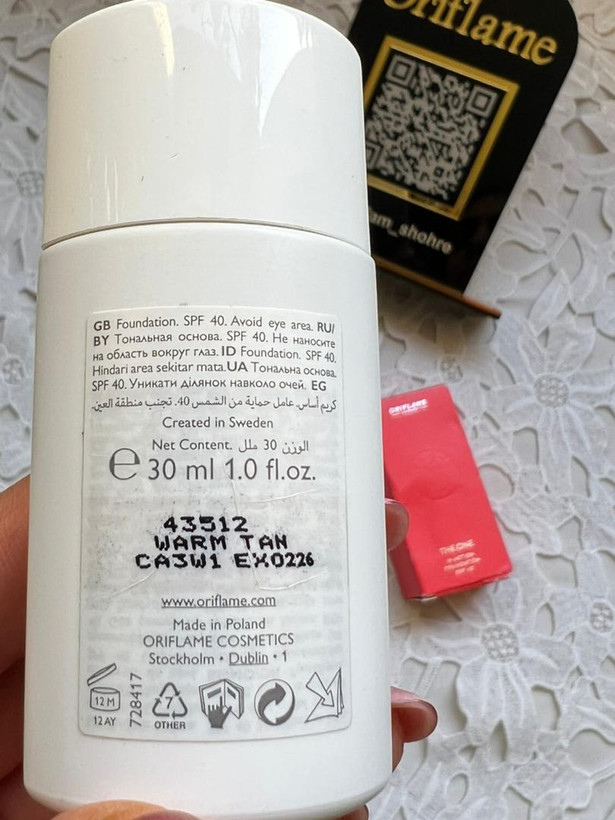 Oriflame
am_shohre
GB Foundation. SPF 40. Avoid eye area. RU/
BY Тональная основа. SPF 40. Не наносите
на область вокруг глаз. ID Foundation. SPF 40.
Hindari area sekitar mata. UA Тональна основа.
SPF 40. Уникати ділянок навколо очей. EG
كريم أساس. عامل حماية من الشمس 40. تجنب منطقة العين.
Created in Sweden
Net Content. 30 الوزن ملل.
e 30 ml 1.0 fl.oz.
43512
WARM TAN
CA3W1 EX0226
www.oriflame.com
Made in Poland
ORIFLAME COSMETICS
Stockholm • Dublin • 1
12 M
12 AY
728417
7
OTHER
ORIFLAME
THE ONE